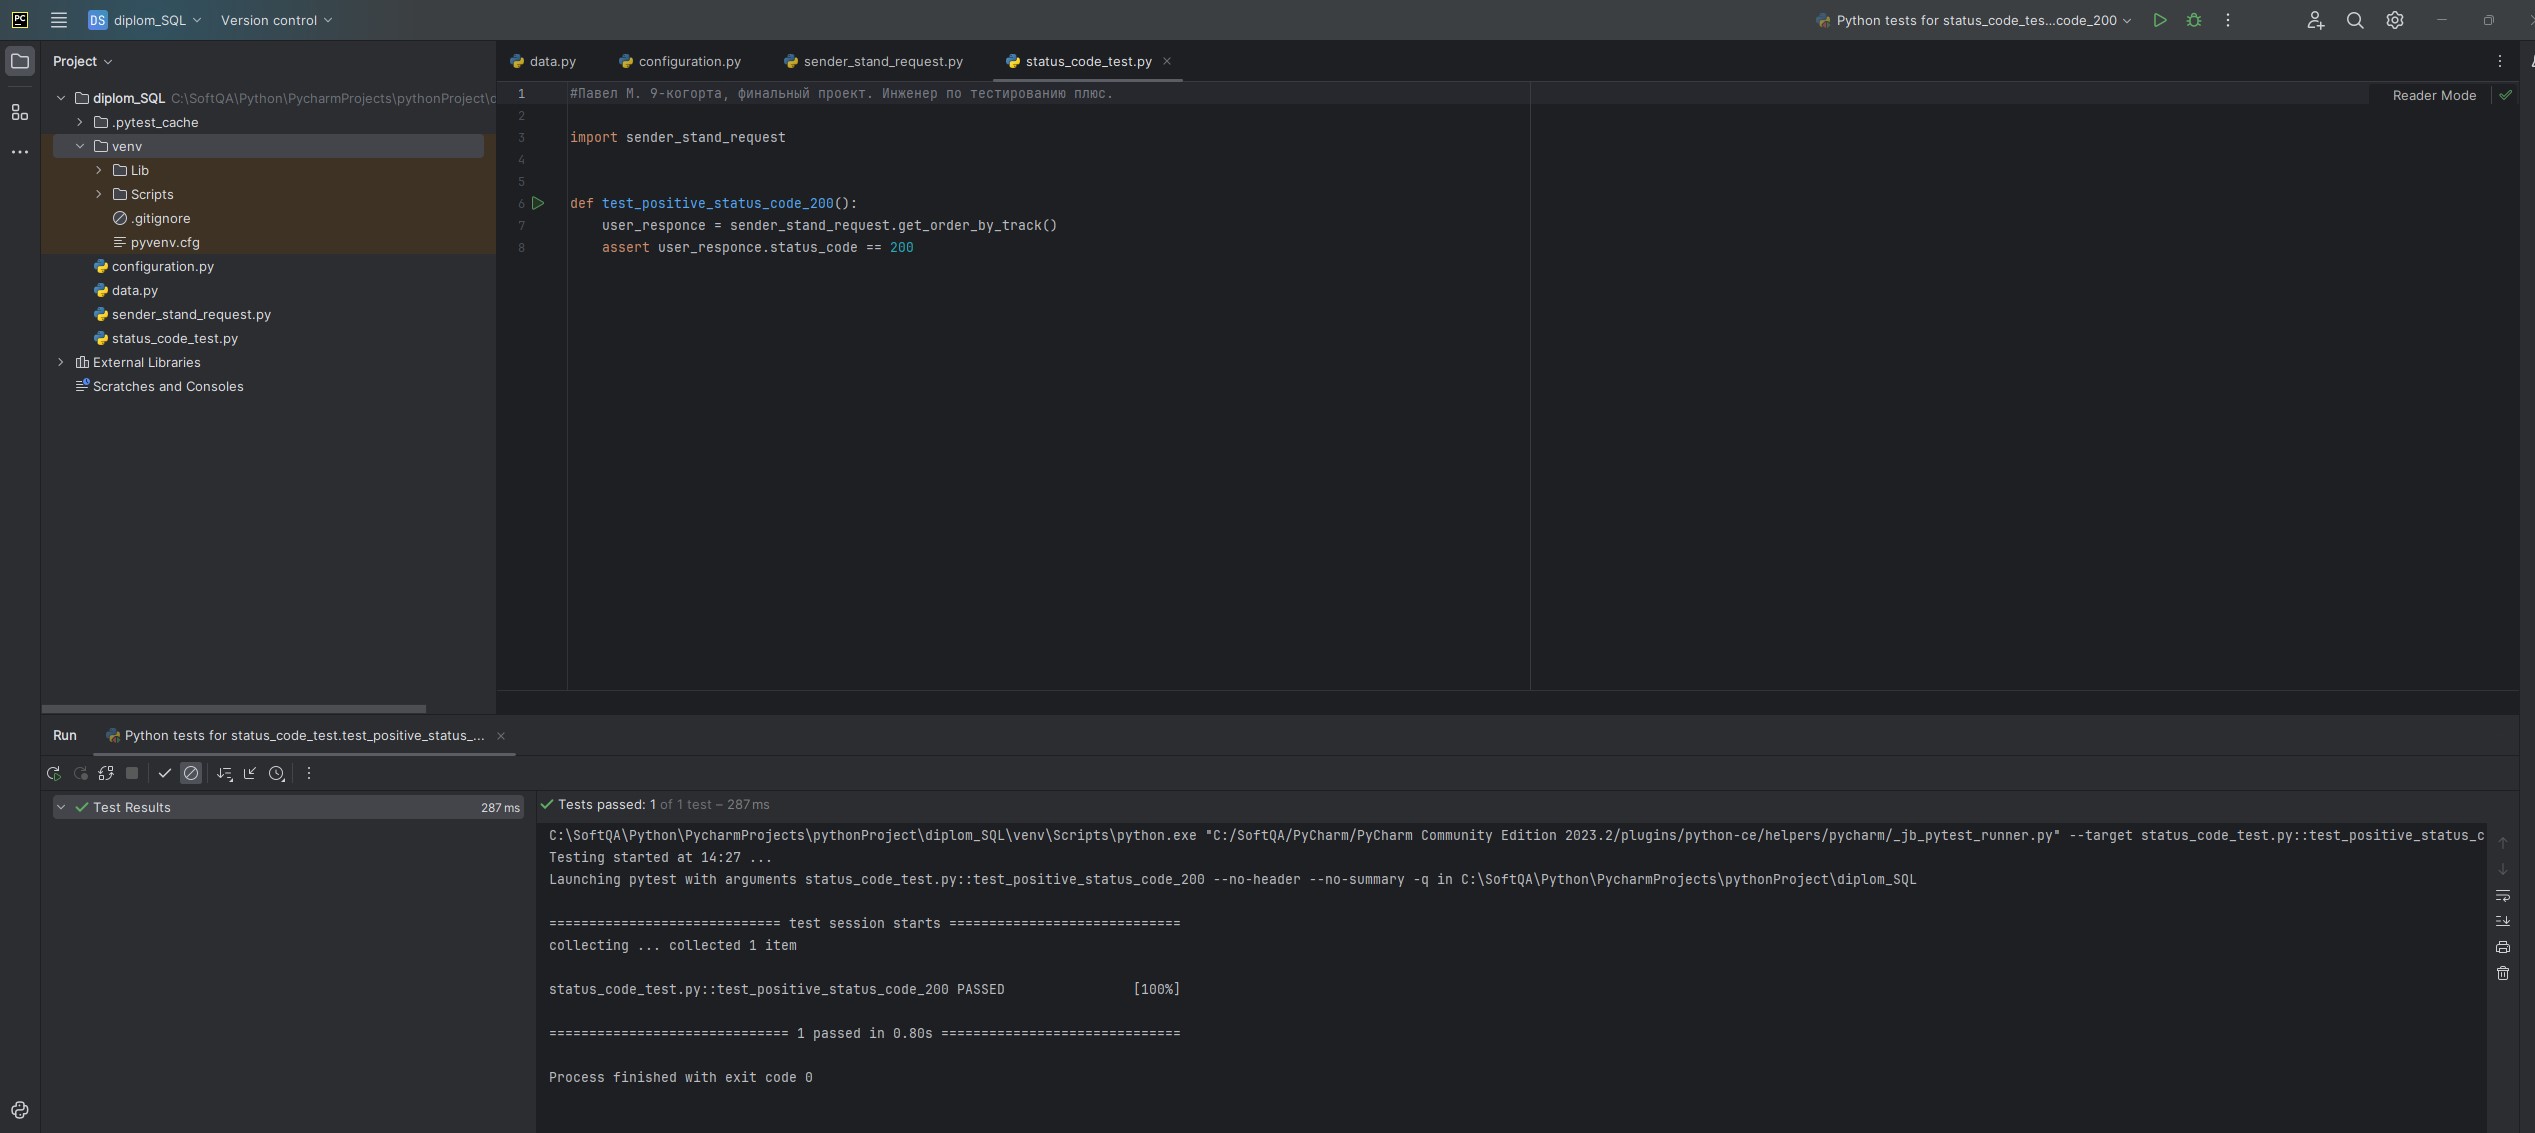 PC DS diplom_SQL Version control Python tests for status_code_tes...code_200
Project
data.py configuration.py sender_stand_request.py status_code_test.py
diplom_SQL C:\SoftQA\Python\PycharmProjects\pythonProject\
.pytest_cache
venv
Lib
Scripts
.gitignore
pyvenv.cfg
configuration.py
data.py
sender_stand_request.py
status_code_test.py
External Libraries
Scratches and Consoles
Reader Mode
1 #Павел М. 9-когорта, финальный проект. Инженер по тестированию плюс.
2
3 import sender_stand_request
4
5
6 def test_positive_status_code_200():
7 user_responce = sender_stand_request.get_order_by_track()
8 assert user_responce.status_code == 200
Run Python tests for status_code_test.test_positive_status_...
Test Results 287 ms
Tests passed: 1 of 1 test – 287 ms
C:\SoftQA\Python\PycharmProjects\pythonProject\diplom_SQL\venv\Scripts\python.exe "C:/SoftQA/PyCharm/PyCharm Community Edition 2023.2/plugins/python-ce/helpers/pycharm/_jb_pytest_runner.py" --target status_code_test.py::test_positive_status_c
Testing started at 14:27 ...
Launching pytest with arguments status_code_test.py::test_positive_status_code_200 --no-header --no-summary -q in C:\SoftQA\Python\PycharmProjects\pythonProject\diplom_SQL
============================= test session starts =============================
collecting ... collected 1 item
status_code_test.py::test_positive_status_code_200 PASSED [100%]
============================== 1 passed in 0.80s ==============================
Process finished with exit code 0